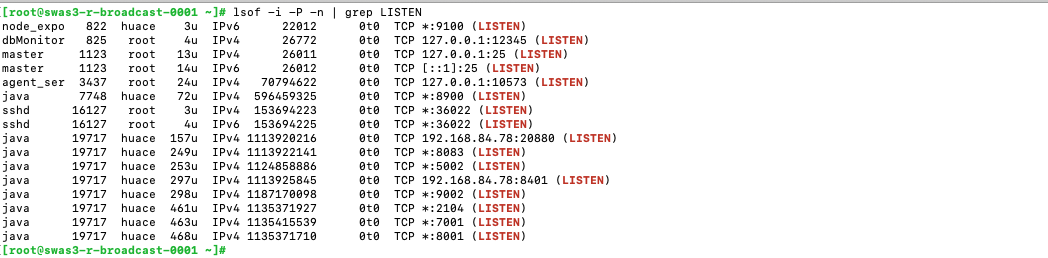 [[root@swas3-r-broadcast-0001 ~]# lsof -i -P -n | grep LISTEN
node_expo   822   huace    3u   IPv6      22012      0t0  TCP *:9100 (LISTEN)
dbMonitor   825    root    4u   IPv4      26772      0t0  TCP 127.0.0.1:12345 (LISTEN)
master     1123    root   13u   IPv4      26011      0t0  TCP 127.0.0.1:25 (LISTEN)
master     1123    root   14u   IPv6      26012      0t0  TCP [::1]:25 (LISTEN)
agent_ser  3437    root   24u   IPv4   70794622      0t0  TCP 127.0.0.1:10573 (LISTEN)
java       7748   huace   72u   IPv4  596459325      0t0  TCP *:8900 (LISTEN)
sshd      16127    root    3u   IPv4  153694223      0t0  TCP *:36022 (LISTEN)
sshd      16127    root    4u   IPv6  153694225      0t0  TCP *:36022 (LISTEN)
java      19717   huace  157u   IPv4 1113920216      0t0  TCP 192.168.84.78:20880 (LISTEN)
java      19717   huace  249u   IPv4 1113922141      0t0  TCP *:8083 (LISTEN)
java      19717   huace  253u   IPv4 1124858886      0t0  TCP *:5002 (LISTEN)
java      19717   huace  297u   IPv4 1113925845      0t0  TCP 192.168.84.78:8401 (LISTEN)
java      19717   huace  298u   IPv4 1187170098      0t0  TCP *:9002 (LISTEN)
java      19717   huace  461u   IPv4 1135371927      0t0  TCP *:2104 (LISTEN)
java      19717   huace  463u   IPv4 1135415539      0t0  TCP *:7001 (LISTEN)
java      19717   huace  468u   IPv4 1135371710      0t0  TCP *:8001 (LISTEN)
[[root@swas3-r-broadcast-0001 ~]#